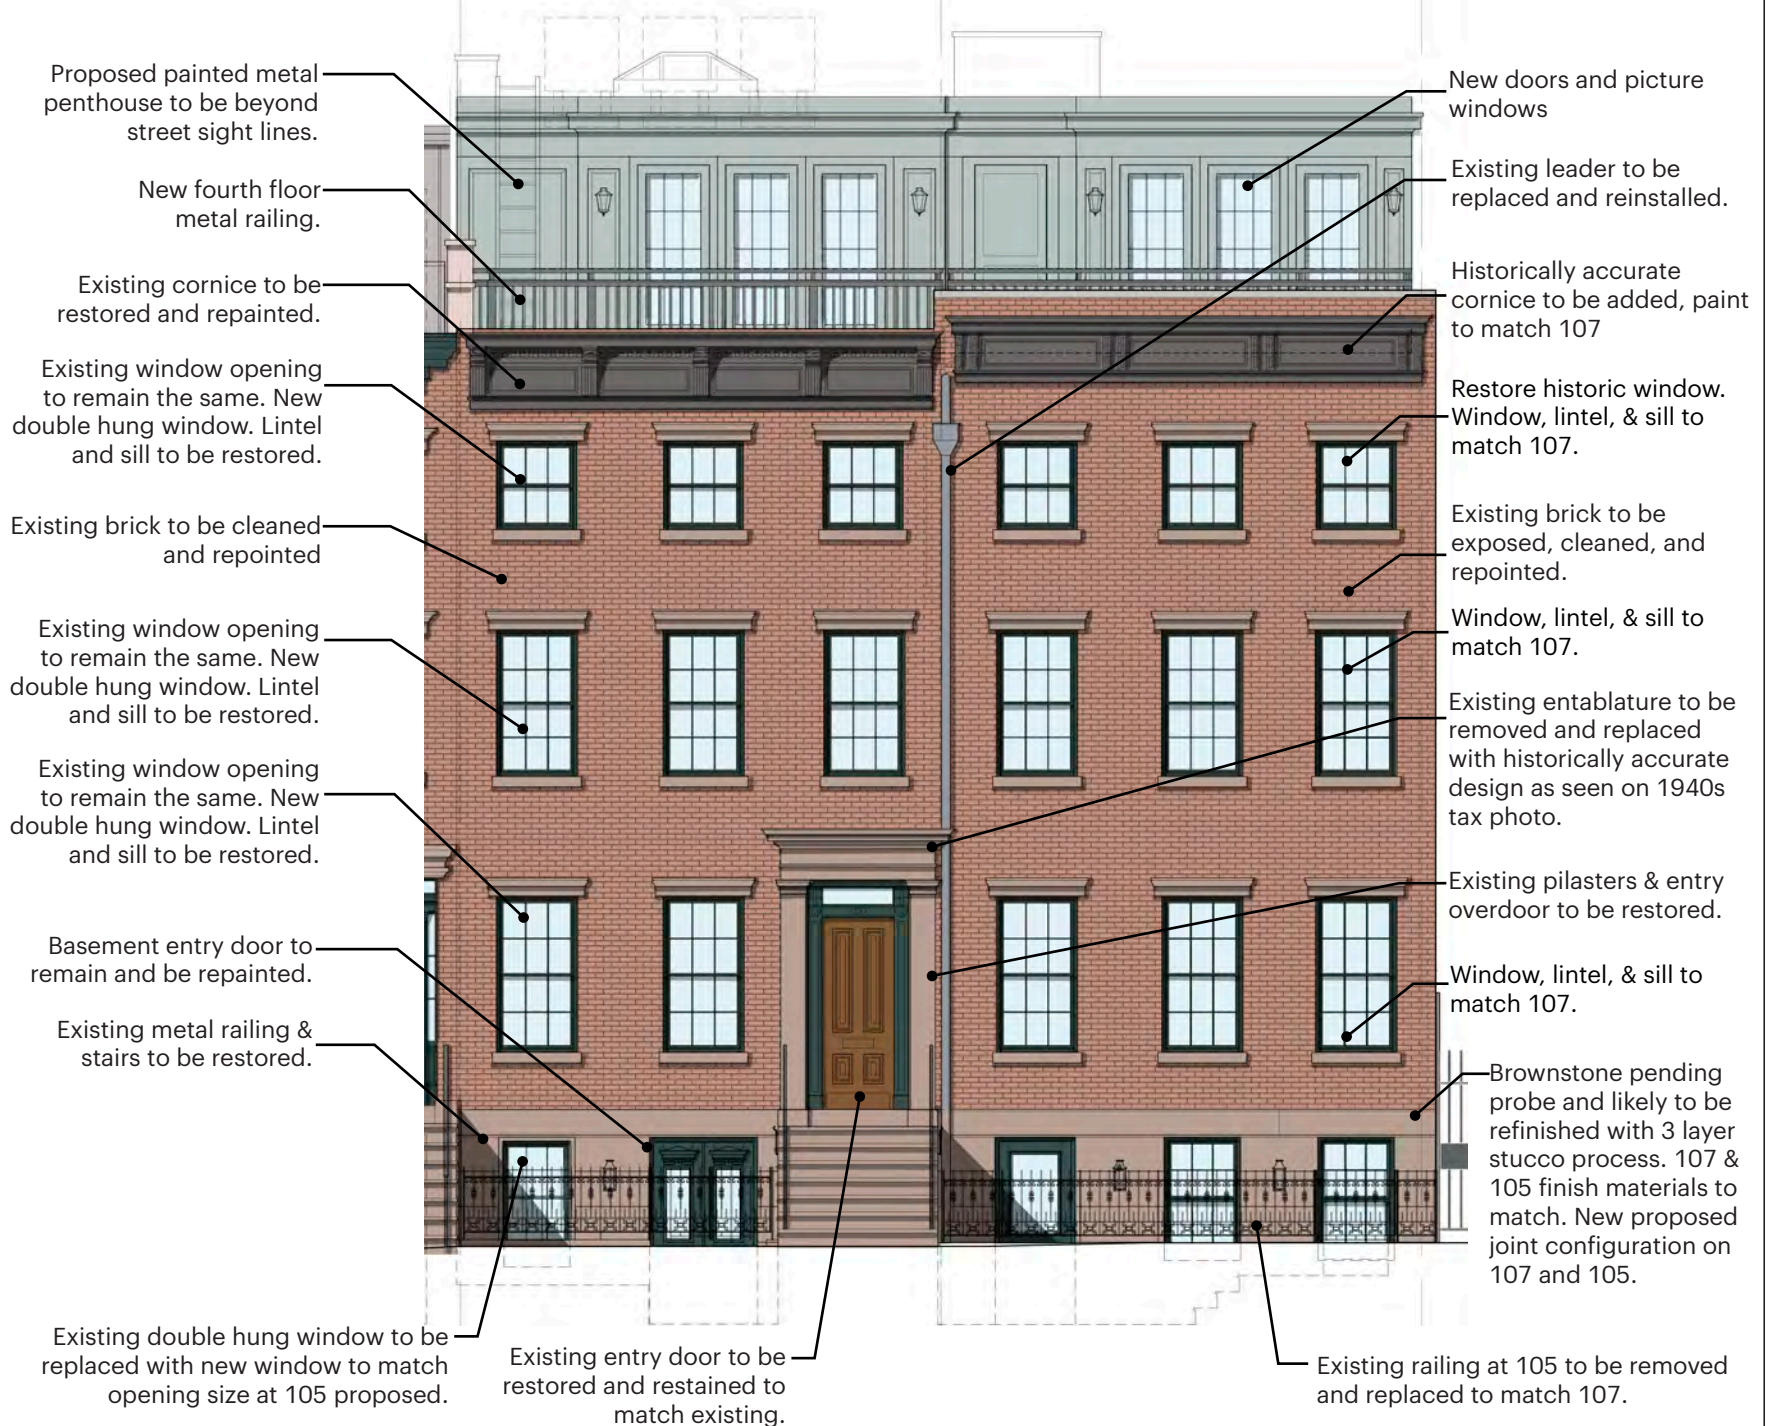 Proposed painted metal
penthouse to be beyond
street sight lines.
New fourth floor
metal railing.
Existing cornice to be
restored and repainted.
Existing window opening
to remain the same. New
double hung window. Lintel
and sill to be restored.
Existing brick to be cleaned
and repointed
Existing window opening
to remain the same. New
double hung window. Lintel
and sill to be restored.
Existing window opening
to remain the same. New
double hung window. Lintel
and sill to be restored.
Basement entry door to
remain and be repainted.
Existing metal railing &
stairs to be restored.
Existing double hung window to be
replaced with new window to match
opening size at 105 proposed.
Existing entry door to be
restored and restained to
match existing.
New doors and picture
windows
Existing leader to be
replaced and reinstalled.
Historically accurate
cornice to be added, paint
to match 107
Restore historic window.
Window, lintel, & sill to
match 107.
Existing brick to be
exposed, cleaned, and
repointed.
Window, lintel, & sill to
match 107.
Existing entablature to be
removed and replaced
with historically accurate
design as seen on 1940s
tax photo.
Existing pilasters & entry
overdoor to be restored.
Window, lintel, & sill to
match 107.
Brownstone pending
probe and likely to be
refinished with 3 layer
stucco process. 107 &
105 finish materials to
match. New proposed
joint configuration on
107 and 105.
Existing railing at 105 to be removed
and replaced to match 107.